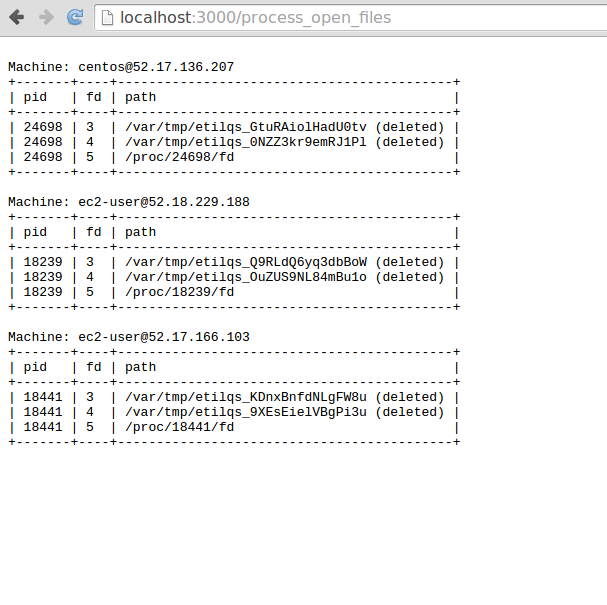 localhost:3000/process_open_files
Machine: centos@52.17.136.207
+-------+----+-------------------------------------------+
| pid   | fd | path                                      |
+-------+----+-------------------------------------------+
| 24698 | 3  | /var/tmp/etilqs_GtuRAiolHadU0tv (deleted) |
| 24698 | 4  | /var/tmp/etilqs_0NZZ3kr9emRJ1Pl (deleted) |
| 24698 | 5  | /proc/24698/fd                            |
+-------+----+-------------------------------------------+
Machine: ec2-user@52.18.229.188
+-------+----+-------------------------------------------+
| pid   | fd | path                                      |
+-------+----+-------------------------------------------+
| 18239 | 3  | /var/tmp/etilqs_Q9RLdQ6yq3dbBoW (deleted) |
| 18239 | 4  | /var/tmp/etilqs_OuZUS9NL84mBu1o (deleted) |
| 18239 | 5  | /proc/18239/fd                            |
+-------+----+-------------------------------------------+
Machine: ec2-user@52.17.166.103
+-------+----+-------------------------------------------+
| pid   | fd | path                                      |
+-------+----+-------------------------------------------+
| 18441 | 3  | /var/tmp/etilqs_KDnxBnfdNLgFW8u (deleted) |
| 18441 | 4  | /var/tmp/etilqs_9XEsEielVBgPi3u (deleted) |
| 18441 | 5  | /proc/18441/fd                            |
+-------+----+-------------------------------------------+